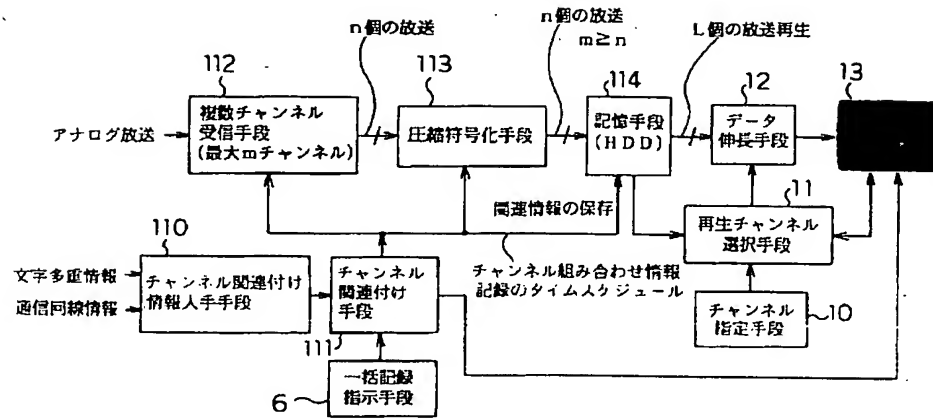 n個の放送
n個の放送
m≥n
L個の放送再生
112
113
114
12
13
アナログ放送
複数チャンネル
受信手段
(最大mチャンネル)
圧縮符号化手段
記憶手段
(HDD)
データ
伸長手段
関連情報の保存
11
再生チャンネル
選択手段
110
文字多重情報
通信回線情報
チャンネル関連付け
情報入手手段
チャンネル
関連付け
手段
111
チャンネル組み合わせ情報
記録のタイムスケジュール
チャンネル
指定手段
10
一括記録
指示手段
6